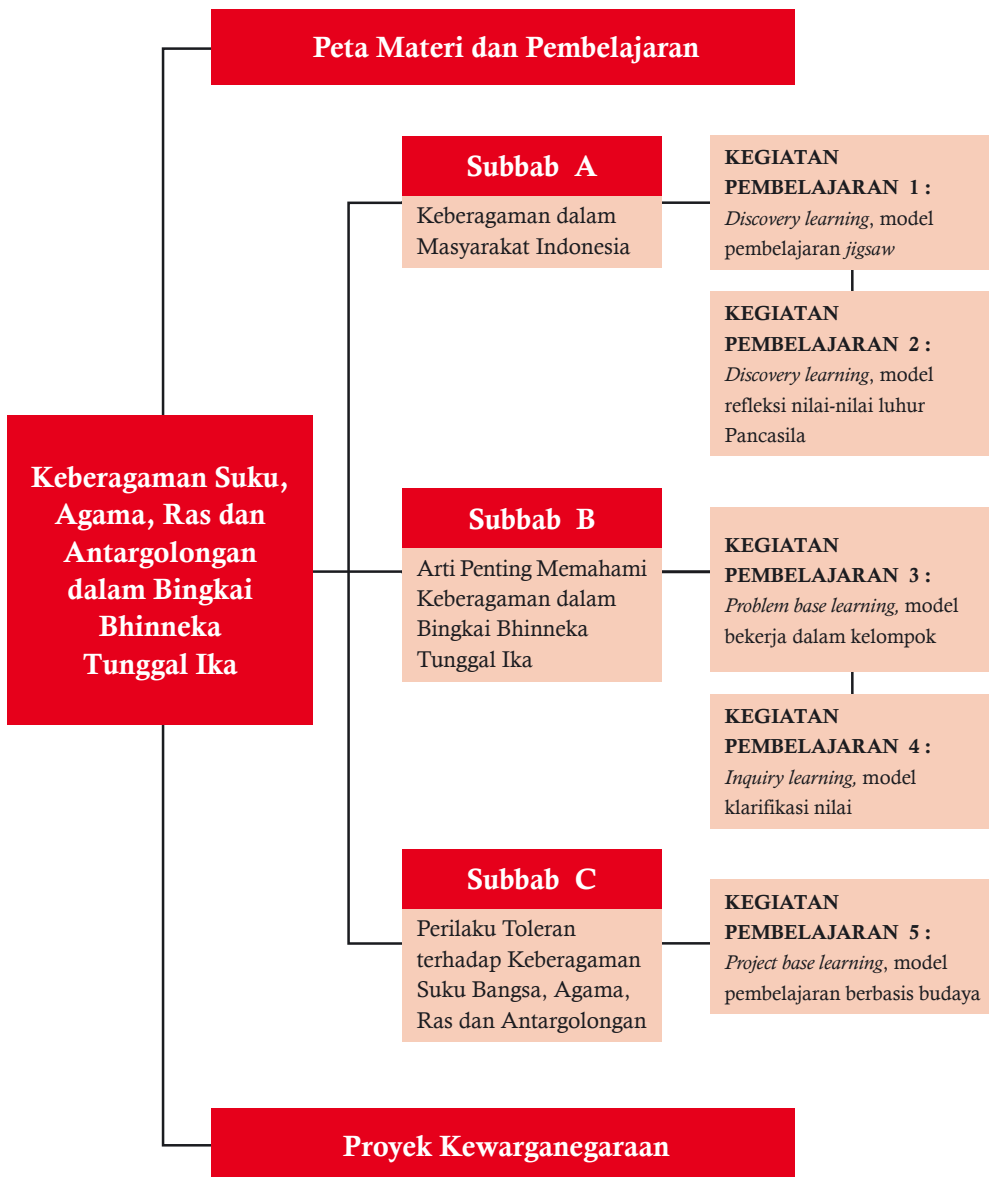 Peta Materi dan Pembelajaran
Keberagaman Suku,
Agama, Ras dan
Antargolongan
dalam Bingkai
Bhinneka
Tunggal Ika
Subbab A
Keberagaman dalam
Masyarakat Indonesia
KEGIATAN
PEMBELAJARAN 1 :
Discovery learning, model
pembelajaran jigsaw
KEGIATAN
PEMBELAJARAN 2 :
Discovery learning, model
refleksi nilai-nilai luhur
Pancasila
Subbab B
Arti Penting Memahami
Keberagaman dalam
Bingkai Bhinneka
Tunggal Ika
KEGIATAN
PEMBELAJARAN 3 :
Problem base learning, model
bekerja dalam kelompok
KEGIATAN
PEMBELAJARAN 4 :
Inquiry learning, model
klarifikasi nilai
Subbab C
Perilaku Toleran
terhadap Keberagaman
Suku Bangsa, Agama,
Ras dan Antargolongan
KEGIATAN
PEMBELAJARAN 5 :
Project base learning, model
pembelajaran berbasis budaya
Proyek Kewarganegaraan